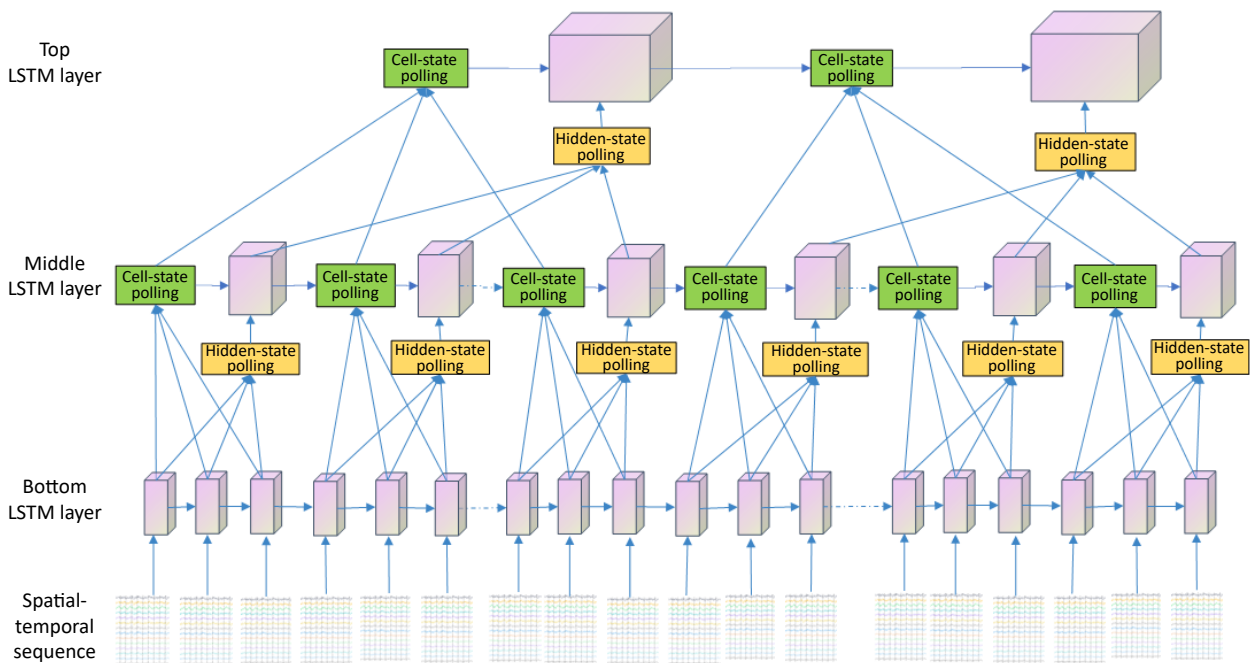 Top
LSTM layer
Cell-state
polling
Cell-state
polling
Hidden-state
polling
Hidden-state
polling
Middle
LSTM layer
Cell-state
polling
Cell-state
polling
Cell-state
polling
Cell-state
polling
Cell-state
polling
Cell-state
polling
Hidden-state
polling
Hidden-state
polling
Hidden-state
polling
Hidden-state
polling
Hidden-state
polling
Hidden-state
polling
Bottom
LSTM layer
Spatial-
temporal
sequence